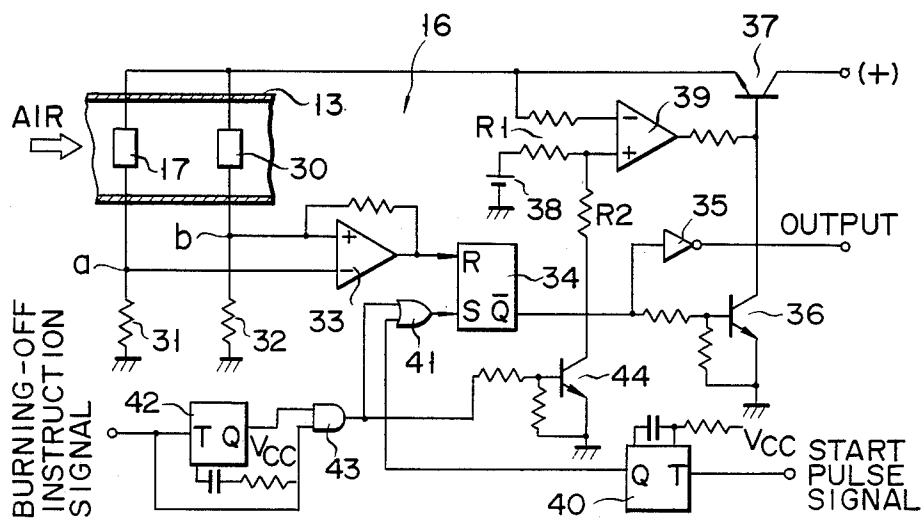 16
37
(+)
13
39
AIR
R1
17
30
38
R2
35
OUTPUT
b
+
−
33
a
R
34
S Q̄
31
32
41
36
44
BURNING-OFF
INSTRUCTION
SIGNAL
42
T Q
VCC
43
VCC
Q T
40
START
PULSE
SIGNAL
−
+